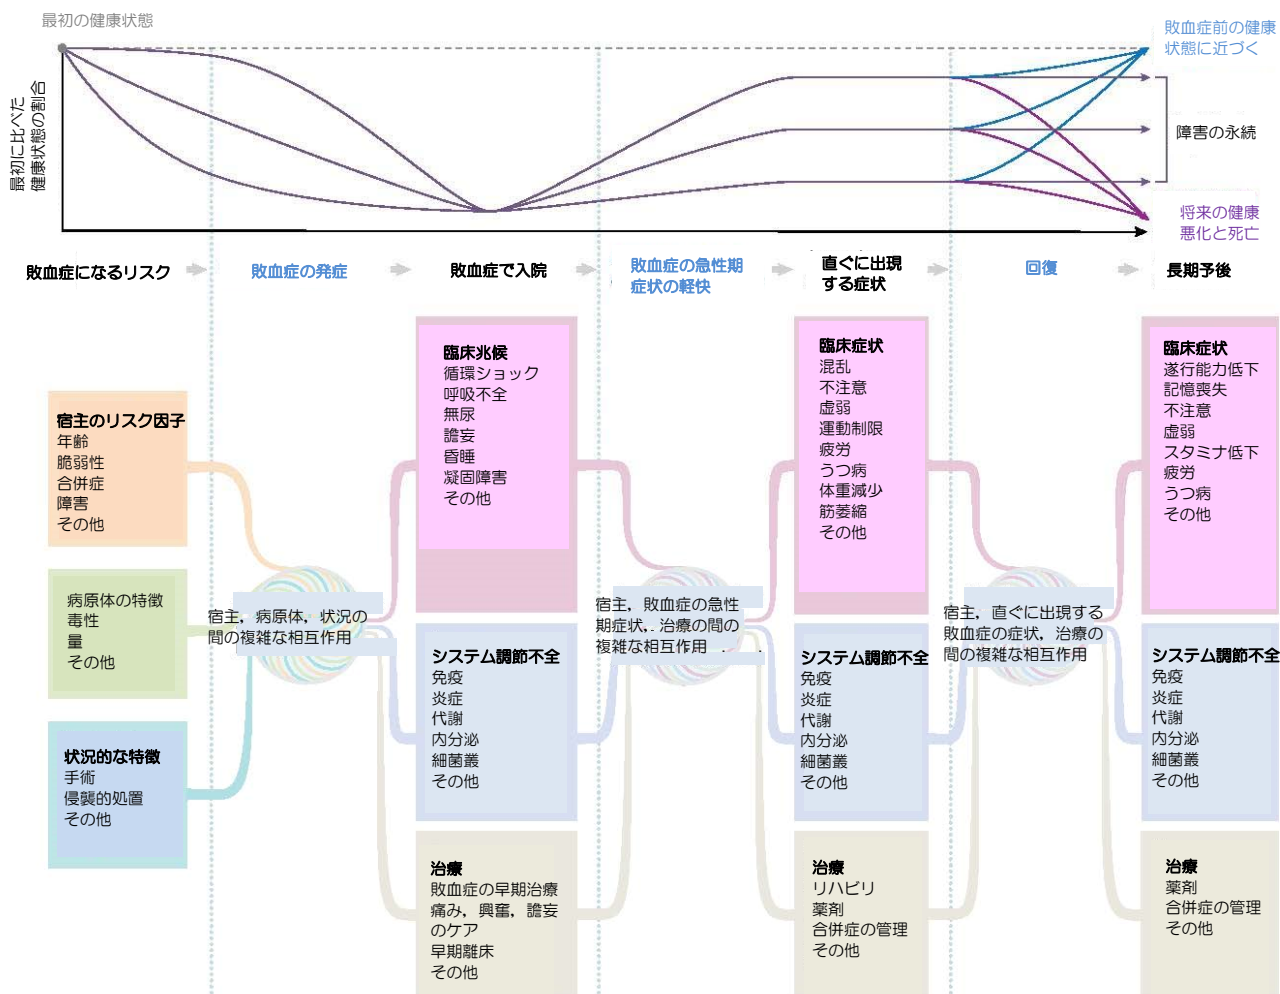 最初の健康状態
敗血症前の健康
状態に近づく
最初に比べた
健康状態の割合
障害の永続
将来の健康
悪化と死亡
敗血症になるリスク
敗血症の発症
敗血症で入院
敗血症の急性期
症状の軽快
直ぐに出現
する症状
回復
長期予後
宿主のリスク因子
年齢
脆弱性
合併症
障害
その他
病原体の特徴
毒性
量
その他
状況的な特徴
手術
侵襲的処置
その他
宿主，病原体，状況の
間の複雑な相互作用
臨床兆候
循環ショック
呼吸不全
無尿
譫妄
昏睡
凝固障害
その他
システム調節不全
免疫
炎症
代謝
内分泌
細菌叢
その他
治療
敗血症の早期治療
痛み，興奮，譫妄
のケア
早期離床
その他
宿主，敗血症の急性
期症状，治療の間の
複雑な相互作用
臨床症状
混乱
不注意
虚弱
運動制限
疲労
うつ病
体重減少
筋萎縮
その他
システム調節不全
免疫
炎症
代謝
内分泌
細菌叢
その他
治療
リハビリ
薬剤
合併症の管理
その他
宿主，直ぐに出現する
敗血症の症状，治療の
間の複雑な相互作用
臨床症状
遂行能力低下
記憶喪失
不注意
虚弱
スタミナ低下
疲労
うつ病
その他
システム調節不全
免疫
炎症
代謝
内分泌
細菌叢
その他
治療
薬剤
合併症の管理
その他